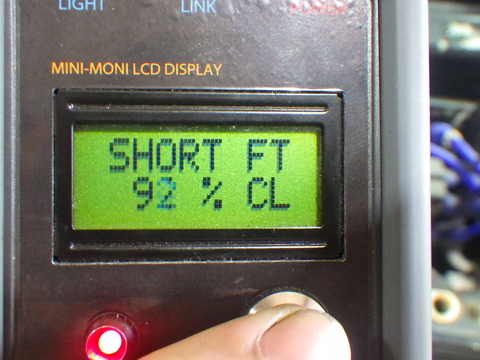 LIGHT LINK
MINI-MONI LCD DISPLAY
SHORT FT
92 % CL